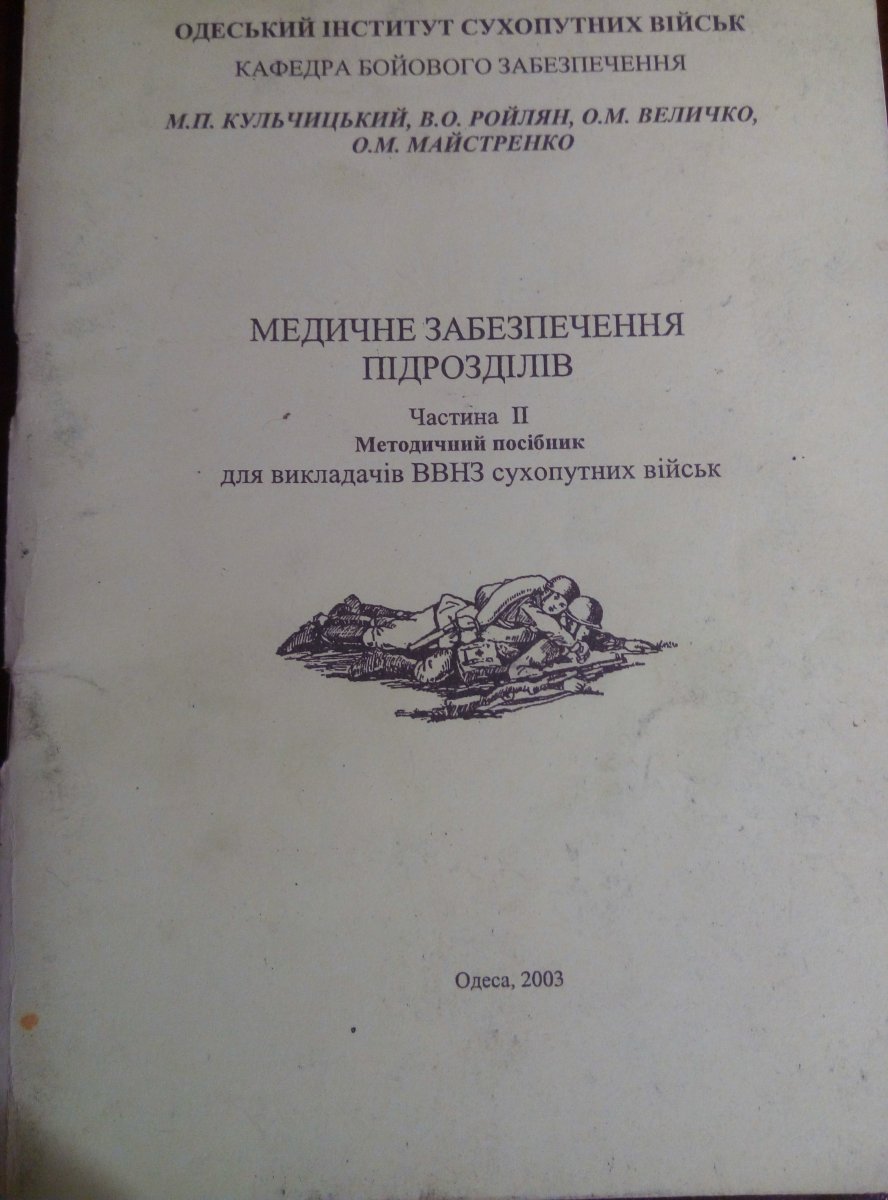 ОДЕСЬКИЙ ІНСТИТУТ СУХОПУТНИХ ВІЙСЬК
КАФЕДРА БОЙОВОГО ЗАБЕЗПЕЧЕННЯ
М.П. КУЛЬЧИЦЬКИЙ, В.О. РОЙЛЯН, О.М. ВЕЛИЧКО,
О.М. МАЙСТРЕНКО
МЕДИЧНЕ ЗАБЕЗПЕЧЕННЯ
ПІДРОЗДІЛІВ
Частина II
Методичний посібник
для викладачів ВВНЗ сухопутних військ
Одеса, 2003